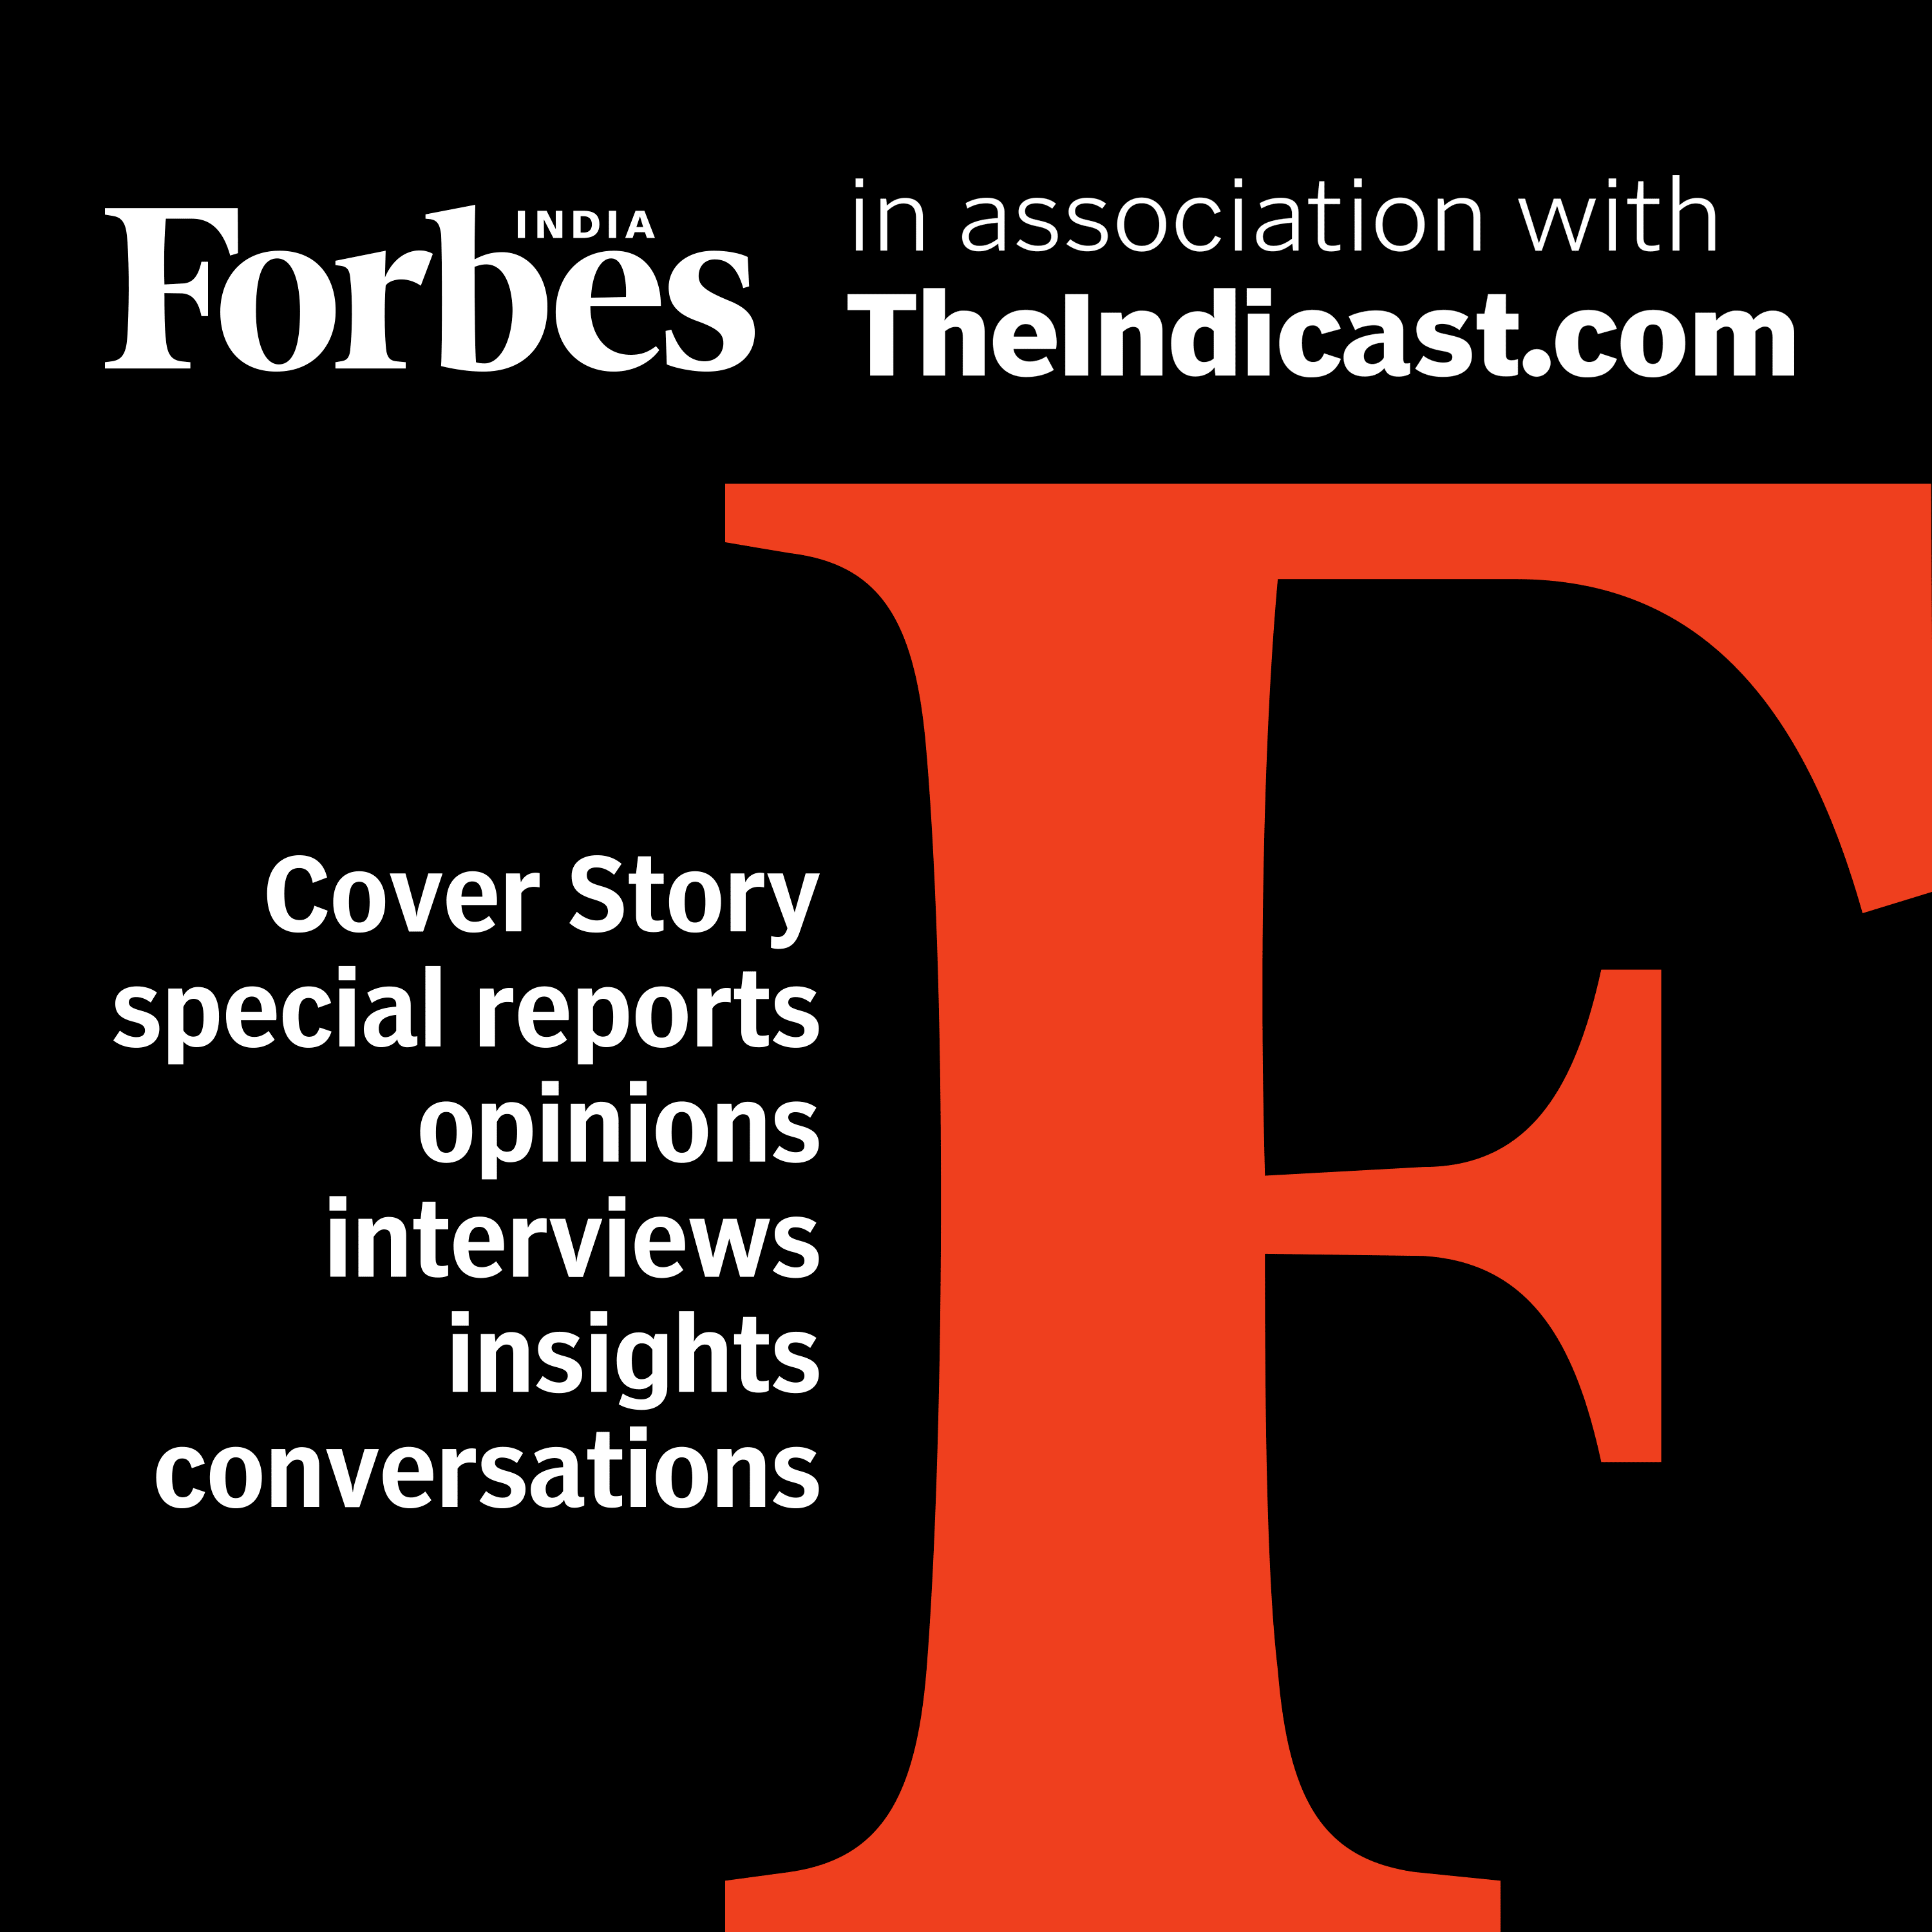 Forbes
INDIA
in association with
TheIndicast.com
F
Cover Story
special reports
opinions
interviews
insights
conversations